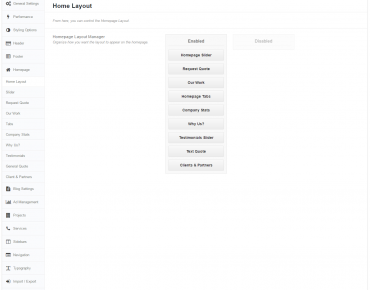 General Settings
Performance
Styling Options
Header
Footer
Homepage
Home Layout
Slider
Request Quote
Our Work
Tabs
Company Stats
Why Us?
Testimonials
General Quote
Client & Partners
Blog Settings
Ad Management
Projects
Services
Sidebars
Navigation
Typography
Import / Export
Home Layout
From here, you can control the Homepage layout.
Homepage Layout Manager
Organize how you want the layout to appear on the homepage
Enabled
Disabled
Homepage Slider
Request Quote
Our Work
Homepage Tabs
Company Stats
Why Us?
Testimonials Slider
Text Quote
Clients & Partners